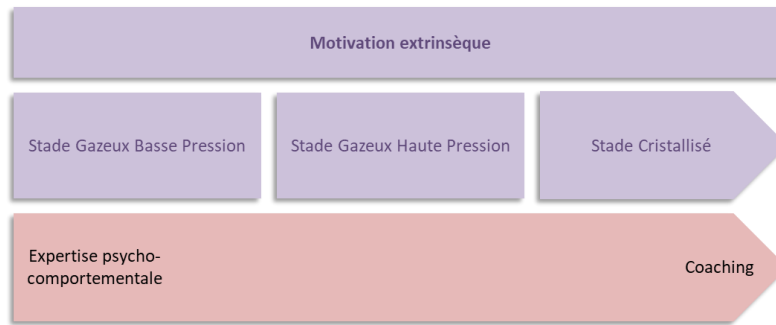 Motivation extrinsèque
Stade Gazeux Basse Pression
Stade Gazeux Haute Pression
Stade Cristallisé
Expertise psycho-
comportementale
Coaching